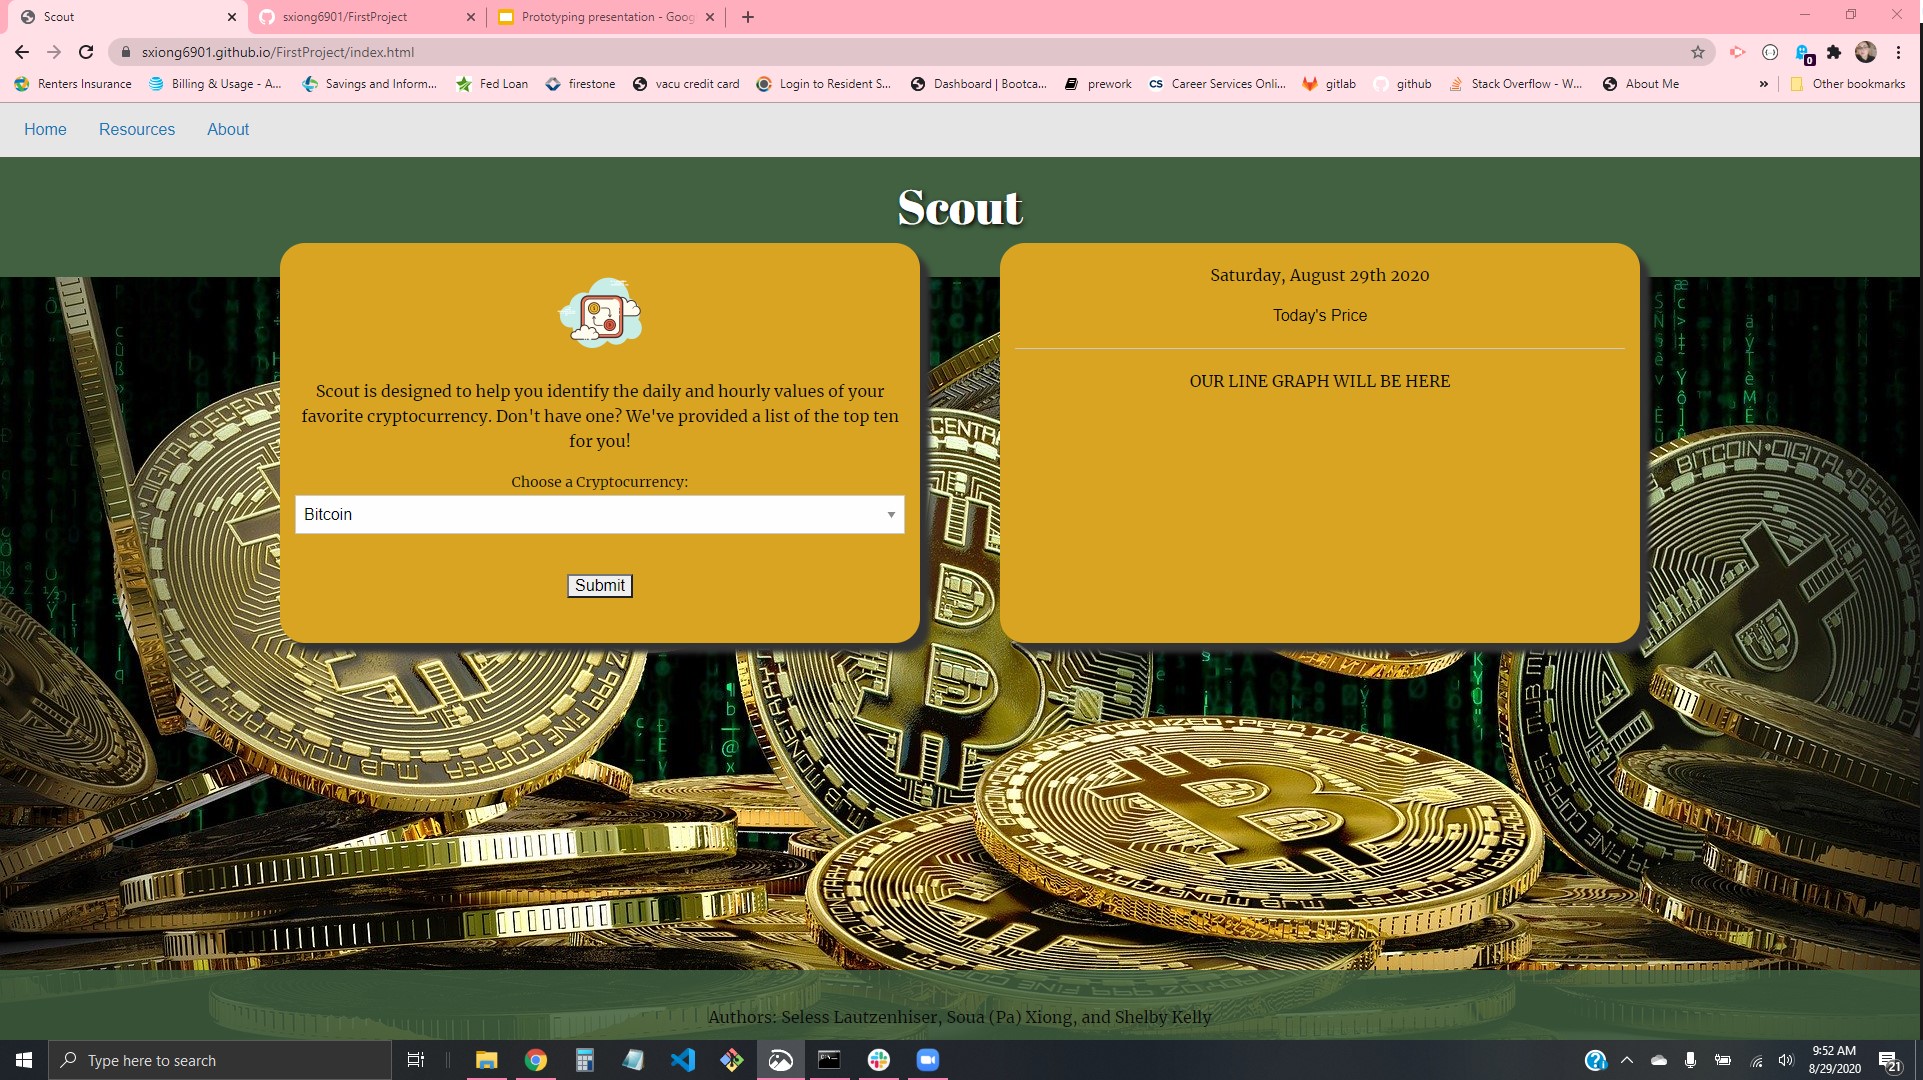 Scout
sxiong6901/FirstProject
Prototyping presentation - Goog
sxiong6901.github.io/FirstProject/index.html
0
Renters Insurance
Billing & Usage - A...
Savings and Inform...
Fed Loan
firestone
vacu credit card
Login to Resident S...
Dashboard | Bootca...
prework
CS
Career Services Onli...
gitlab
github
Stack Overflow - W...
About Me
»
Other bookmarks
Home
Resources
About
Scout
Scout is designed to help you identify the daily and hourly values of your
favorite cryptocurrency. Don't have one? We've provided a list of the top ten
for you!
Choose a Cryptocurrency:
Bitcoin
Submit
Saturday, August 29th 2020
Today's Price
OUR LINE GRAPH WILL BE HERE
BITCOIN•DIGITAL•DECENTRAL
Authors: Seless Lautzenhiser, Soua (Pa) Xiong, and Shelby Kelly
Type here to search
9:52 AM
8/29/2020
21